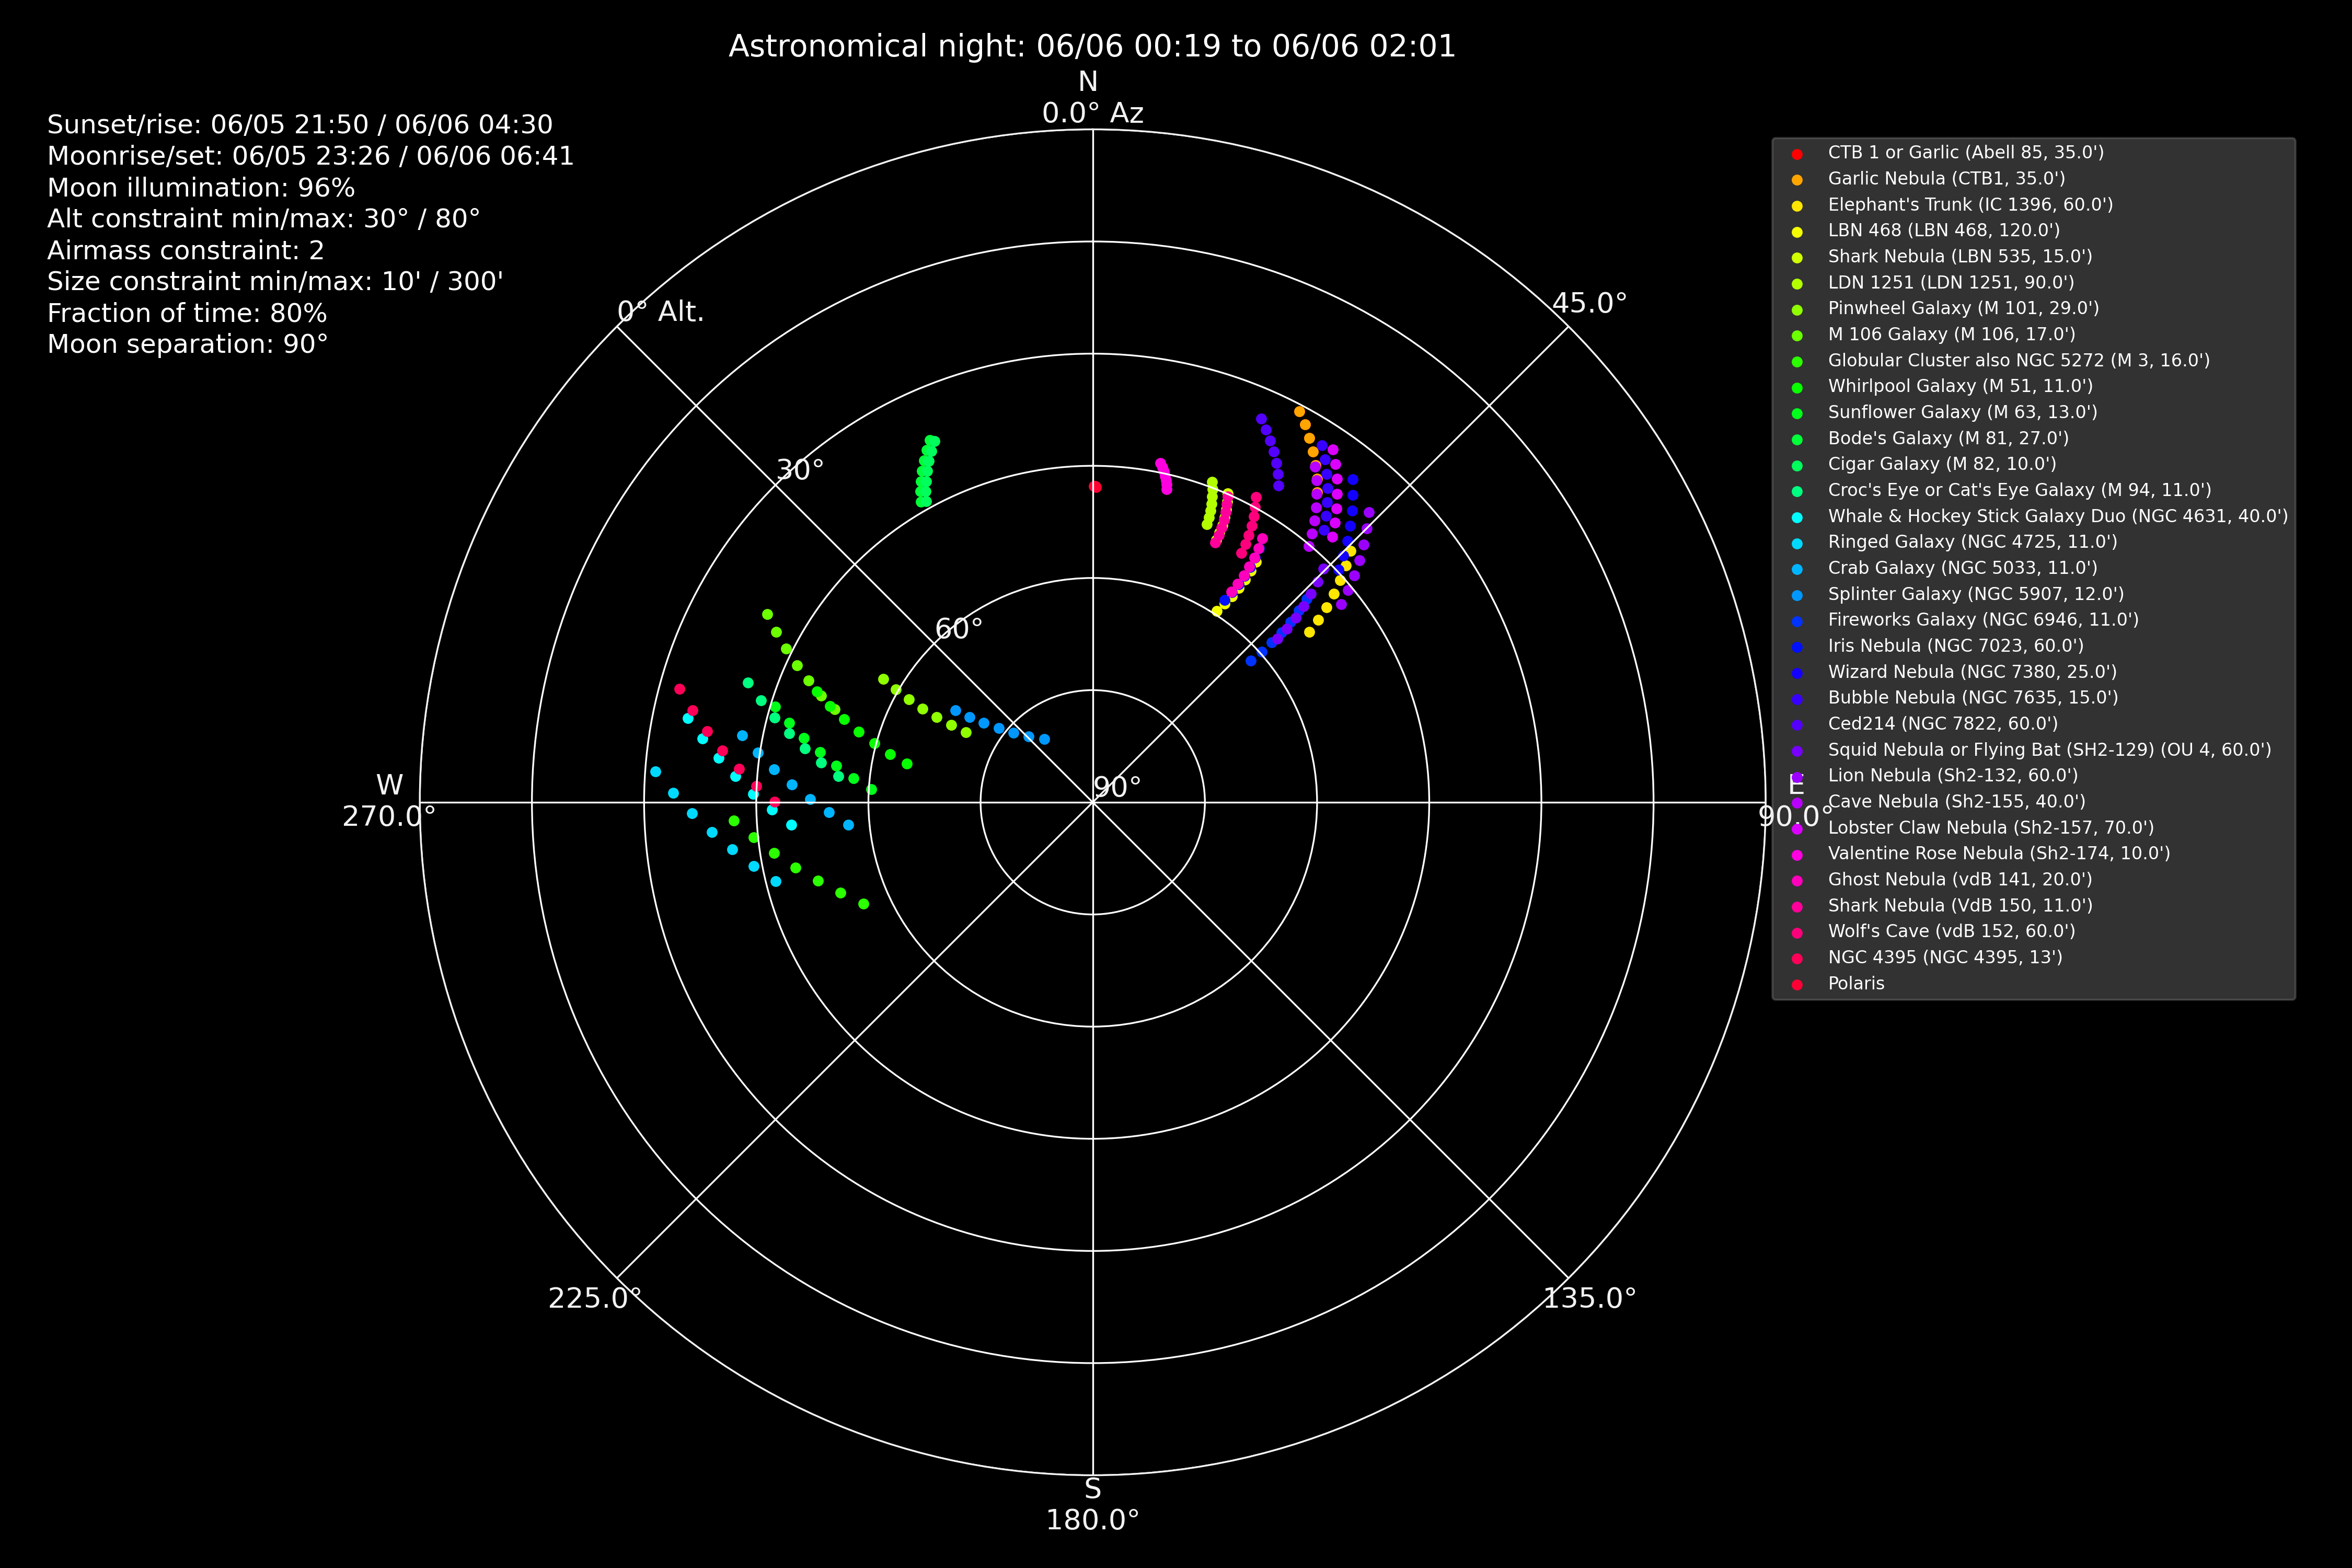 Astronomical night: 06/06 00:19 to 06/06 02:01
N
0.0° Az
Sunset/rise: 06/05 21:50 / 06/06 04:30
Moonrise/set: 06/05 23:26 / 06/06 06:41
Moon illumination: 96%
Alt constraint min/max: 30° / 80°
Airmass constraint: 2
Size constraint min/max: 10' / 300'
Fraction of time: 80%
Moon separation: 90°
0° Alt.
30°
60°
90°
45.0°
W
270.0°
E
90.0°
225.0°
135.0°
S
180.0°
CTB 1 or Garlic (Abell 85, 35.0')
Garlic Nebula (CTB1, 35.0')
Elephant's Trunk (IC 1396, 60.0')
LBN 468 (LBN 468, 120.0')
Shark Nebula (LBN 535, 15.0')
LDN 1251 (LDN 1251, 90.0')
Pinwheel Galaxy (M 101, 29.0')
M 106 Galaxy (M 106, 17.0')
Globular Cluster also NGC 5272 (M 3, 16.0')
Whirlpool Galaxy (M 51, 11.0')
Sunflower Galaxy (M 63, 13.0')
Bode's Galaxy (M 81, 27.0')
Cigar Galaxy (M 82, 10.0')
Croc's Eye or Cat's Eye Galaxy (M 94, 11.0')
Whale & Hockey Stick Galaxy Duo (NGC 4631, 40.0')
Ringed Galaxy (NGC 4725, 11.0')
Crab Galaxy (NGC 5033, 11.0')
Splinter Galaxy (NGC 5907, 12.0')
Fireworks Galaxy (NGC 6946, 11.0')
Iris Nebula (NGC 7023, 60.0')
Wizard Nebula (NGC 7380, 25.0')
Bubble Nebula (NGC 7635, 15.0')
Ced214 (NGC 7822, 60.0')
Squid Nebula or Flying Bat (SH2-129) (OU 4, 60.0')
Lion Nebula (Sh2-132, 60.0')
Cave Nebula (Sh2-155, 40.0')
Lobster Claw Nebula (Sh2-157, 70.0')
Valentine Rose Nebula (Sh2-174, 10.0')
Ghost Nebula (vdB 141, 20.0')
Shark Nebula (VdB 150, 11.0')
Wolf's Cave (vdB 152, 60.0')
NGC 4395 (NGC 4395, 13')
Polaris